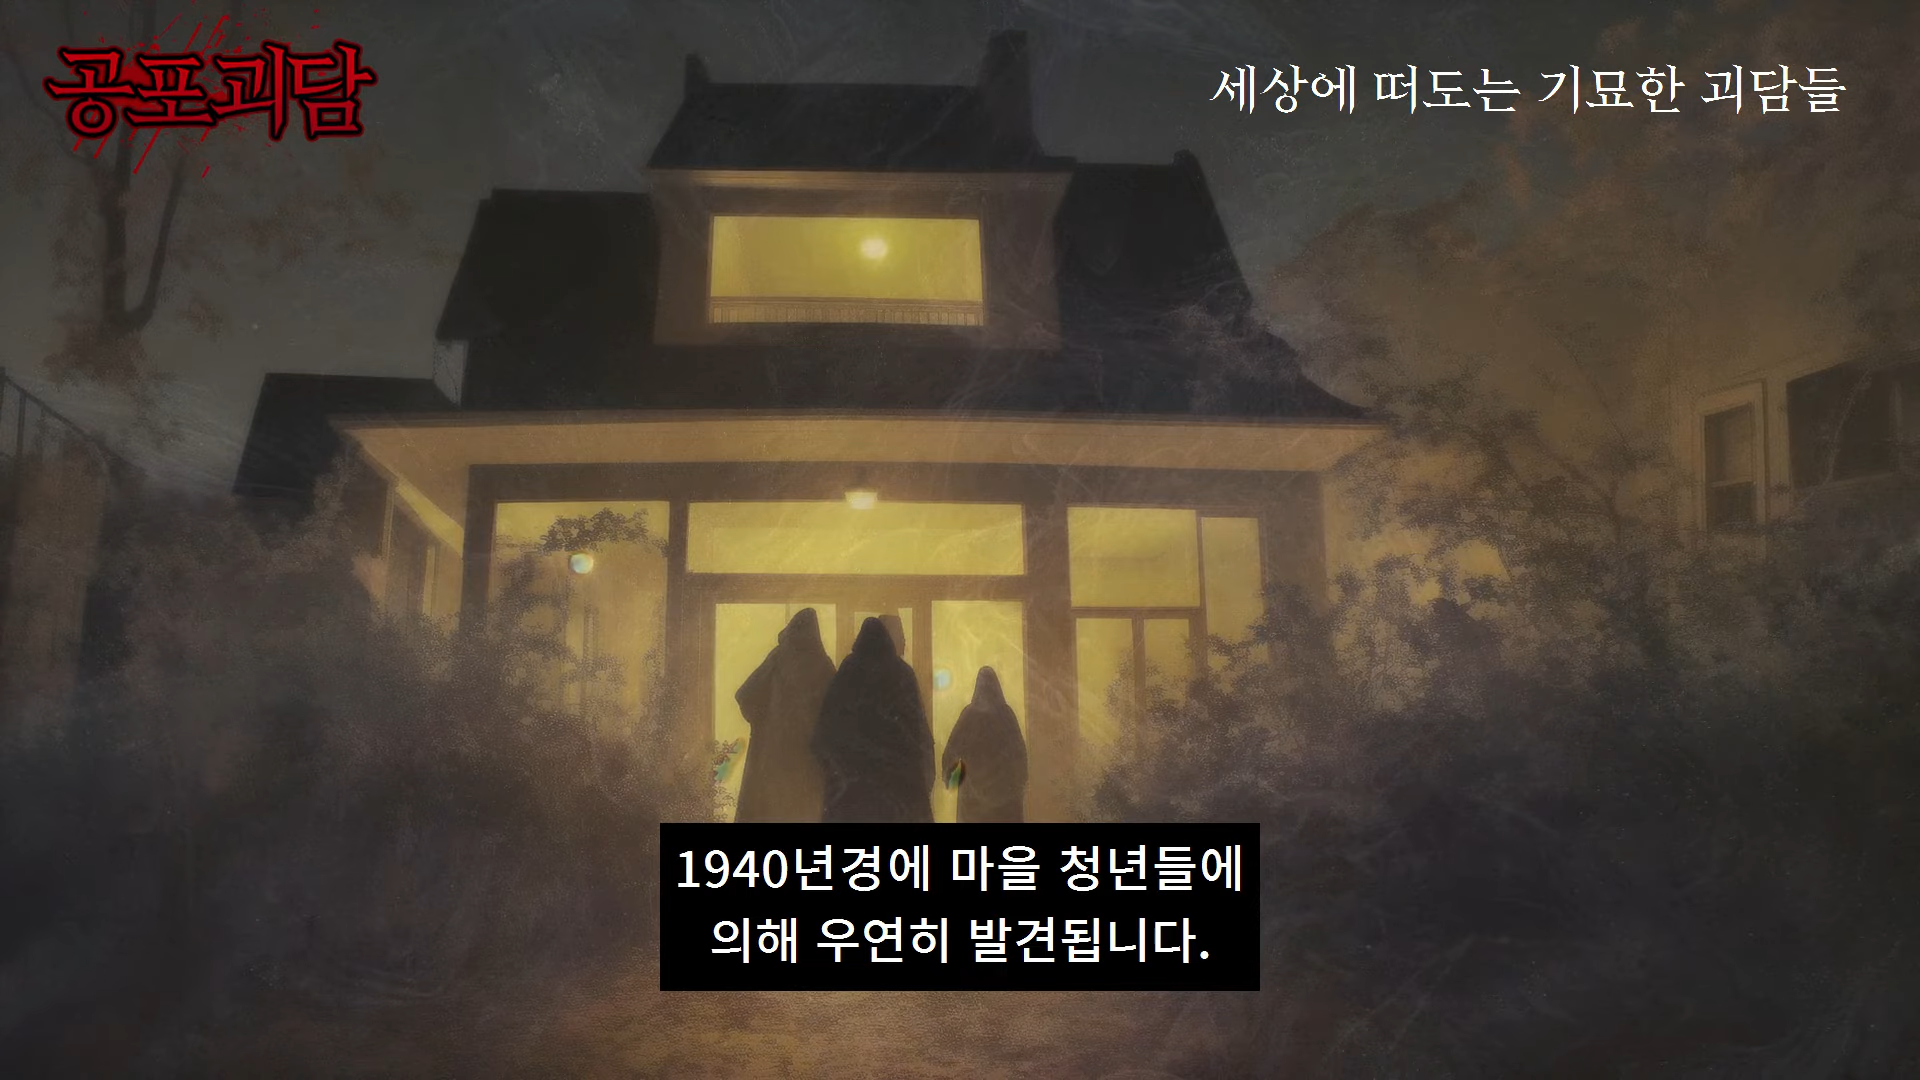 공포괴담
세상에 떠도는 기묘한 괴담들
1940년경에 마을 청년들에
의해 우연히 발견됩니다.